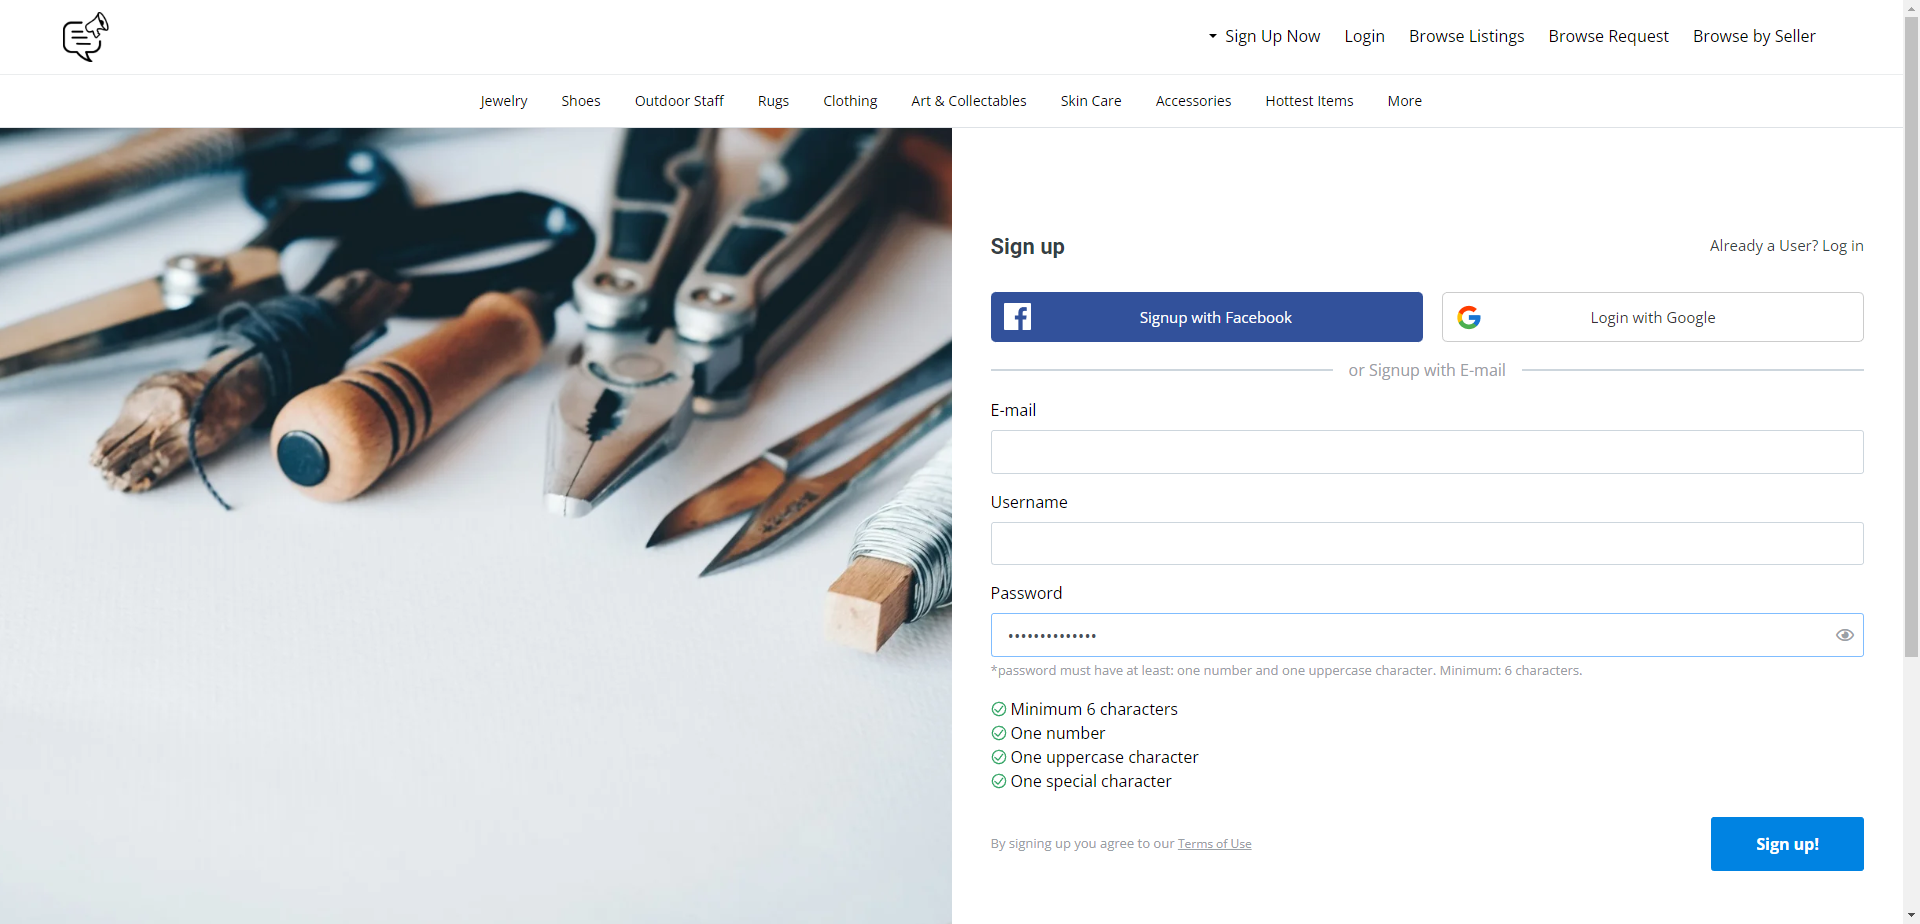 Sign Up Now Login Browse Listings Browse Request Browse by Seller
Jewelry Shoes Outdoor Staff Rugs Clothing Art & Collectables Skin Care Accessories Hottest Items More
Sign up
Already a User? Log in
Signup with Facebook
Login with Google
or Signup with E-mail
E-mail
Username
Password
••••••••••••••
*password must have at least: one number and one uppercase character. Minimum: 6 characters.
Minimum 6 characters
One number
One uppercase character
One special character
By signing up you agree to our Terms of Use
Sign up!